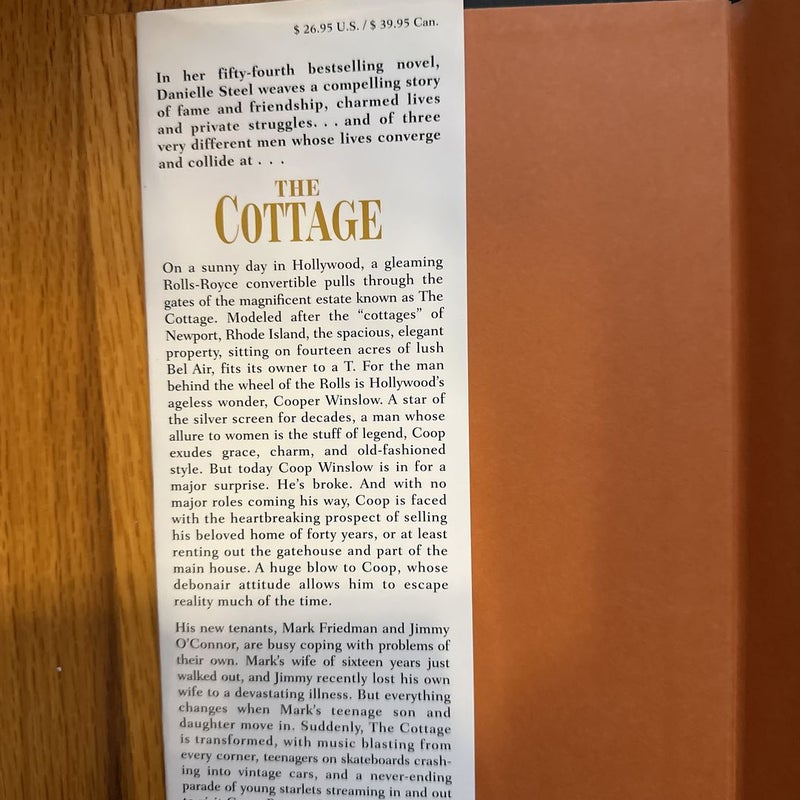 $ 26.95 U.S. / $ 39.95 Can.
In her fifty-fourth bestselling novel,
Danielle Steel weaves a compelling story
of fame and friendship, charmed lives
and private struggles. . . and of three
very different men whose lives converge
and collide at . . .
THE
COTTAGE
On a sunny day in Hollywood, a gleaming
Rolls-Royce convertible pulls through the
gates of the magnificent estate known as The
Cottage. Modeled after the “cottages” of
Newport, Rhode Island, the spacious, elegant
property, sitting on fourteen acres of lush
Bel Air, fits its owner to a T. For the man
behind the wheel of the Rolls is Hollywood’s
ageless wonder, Cooper Winslow. A star of
the silver screen for decades, a man whose
allure to women is the stuff of legend, Coop
exudes grace, charm, and old-fashioned
style. But today Coop Winslow is in for a
major surprise. He’s broke. And with no
major roles coming his way, Coop is faced
with the heartbreaking prospect of selling
his beloved home of forty years, or at least
renting out the gatehouse and part of the
main house. A huge blow to Coop, whose
debonair attitude allows him to escape
reality much of the time.
His new tenants, Mark Friedman and Jimmy
O’Connor, are busy coping with problems of
their own. Mark’s wife of sixteen years just
walked out, and Jimmy recently lost his own
wife to a devastating illness. But everything
changes when Mark’s teenage son and
daughter move in. Suddenly, The Cottage
is transformed, with music blasting from
every corner, teenagers on skateboards crash-
ing into vintage cars, and a never-ending
parade of young starlets streaming in and out